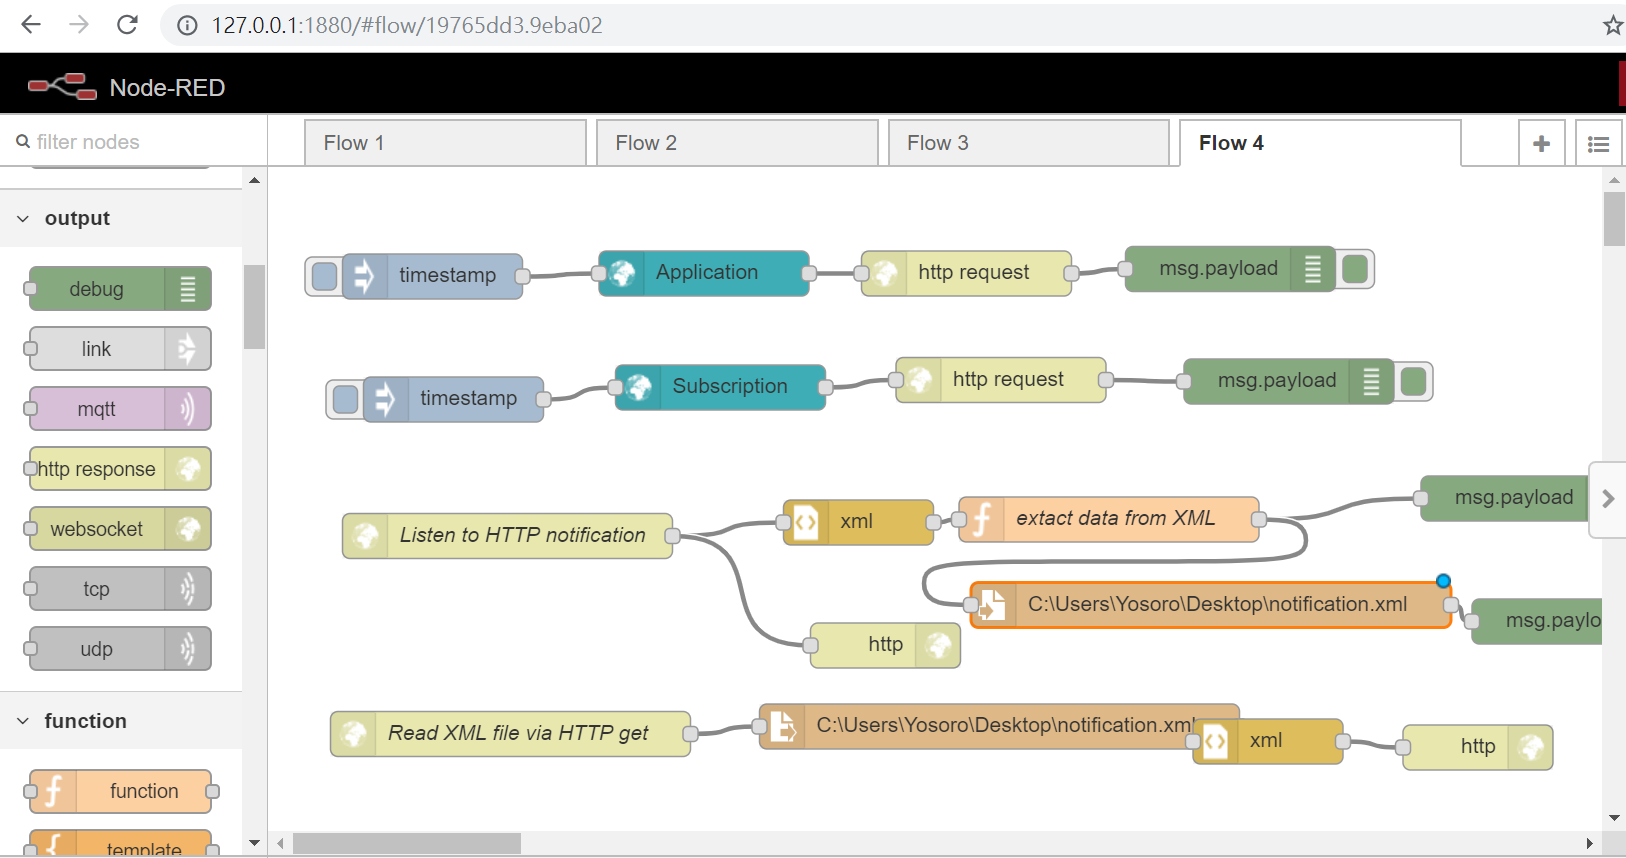 127.0.0.1:1880/#flow/19765dd3.9eba02
Node-RED
filter nodes
Flow 1
Flow 2
Flow 3
Flow 4
output
debug
link
mqtt
http response
websocket
tcp
udp
function
function
template
timestamp
Application
http request
msg.payload
timestamp
Subscription
http request
msg.payload
Listen to HTTP notification
xml
extact data from XML
msg.payload
C:\Users\Yosoro\Desktop\notification.xml
msg.paylo
http
Read XML file via HTTP get
C:\Users\Yosoro\Desktop\notification.xml
xml
http